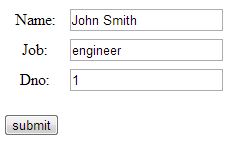 Name: John Smith
Job: engineer
Dno: 1
submit